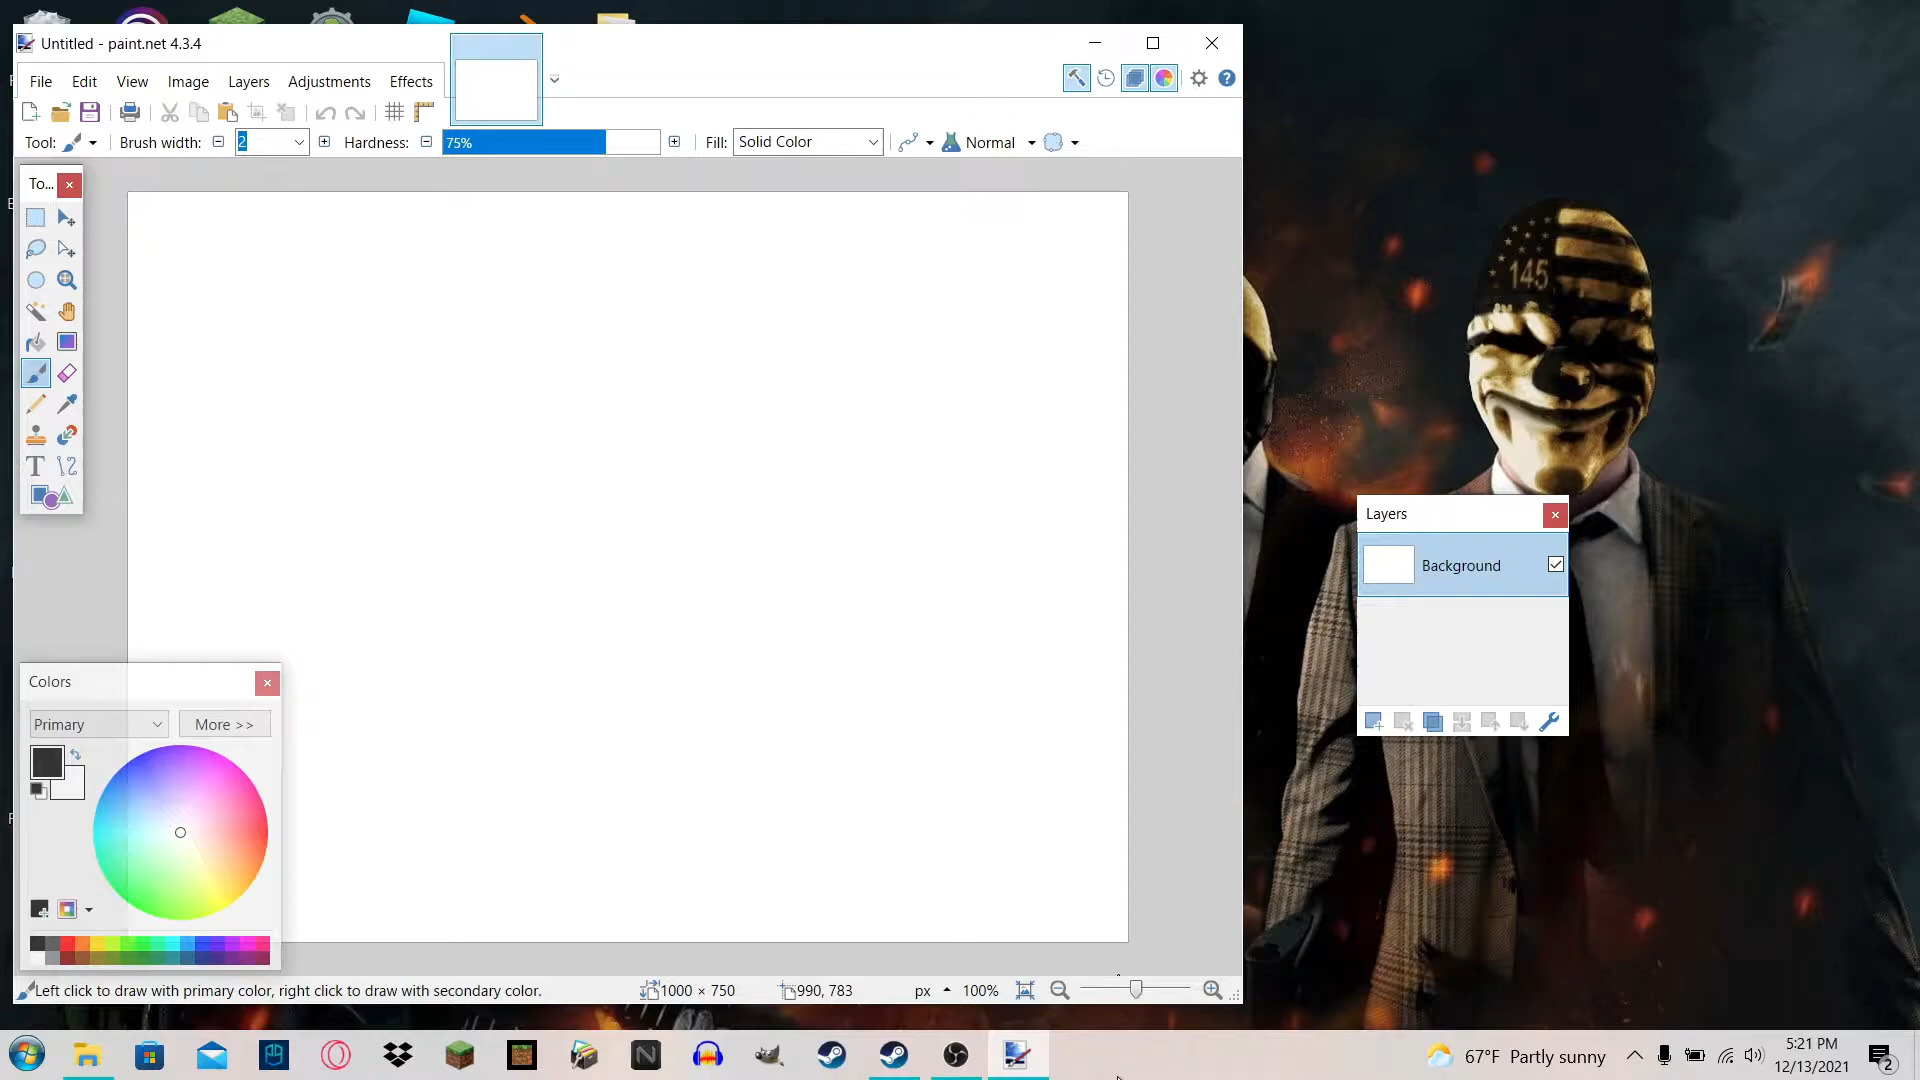 Untitled - paint.net 4.3.4
File Edit View Image Layers Adjustments Effects
Tool: Brush width: 2 Hardness: 75% Fill: Solid Color Normal
To...
145
Layers
Background
Colors
Primary More >>
Left click to draw with primary color, right click to draw with secondary color. 1000 × 750 990, 783 px 100%
67°F Partly sunny
5:21 PM
12/13/2021
2